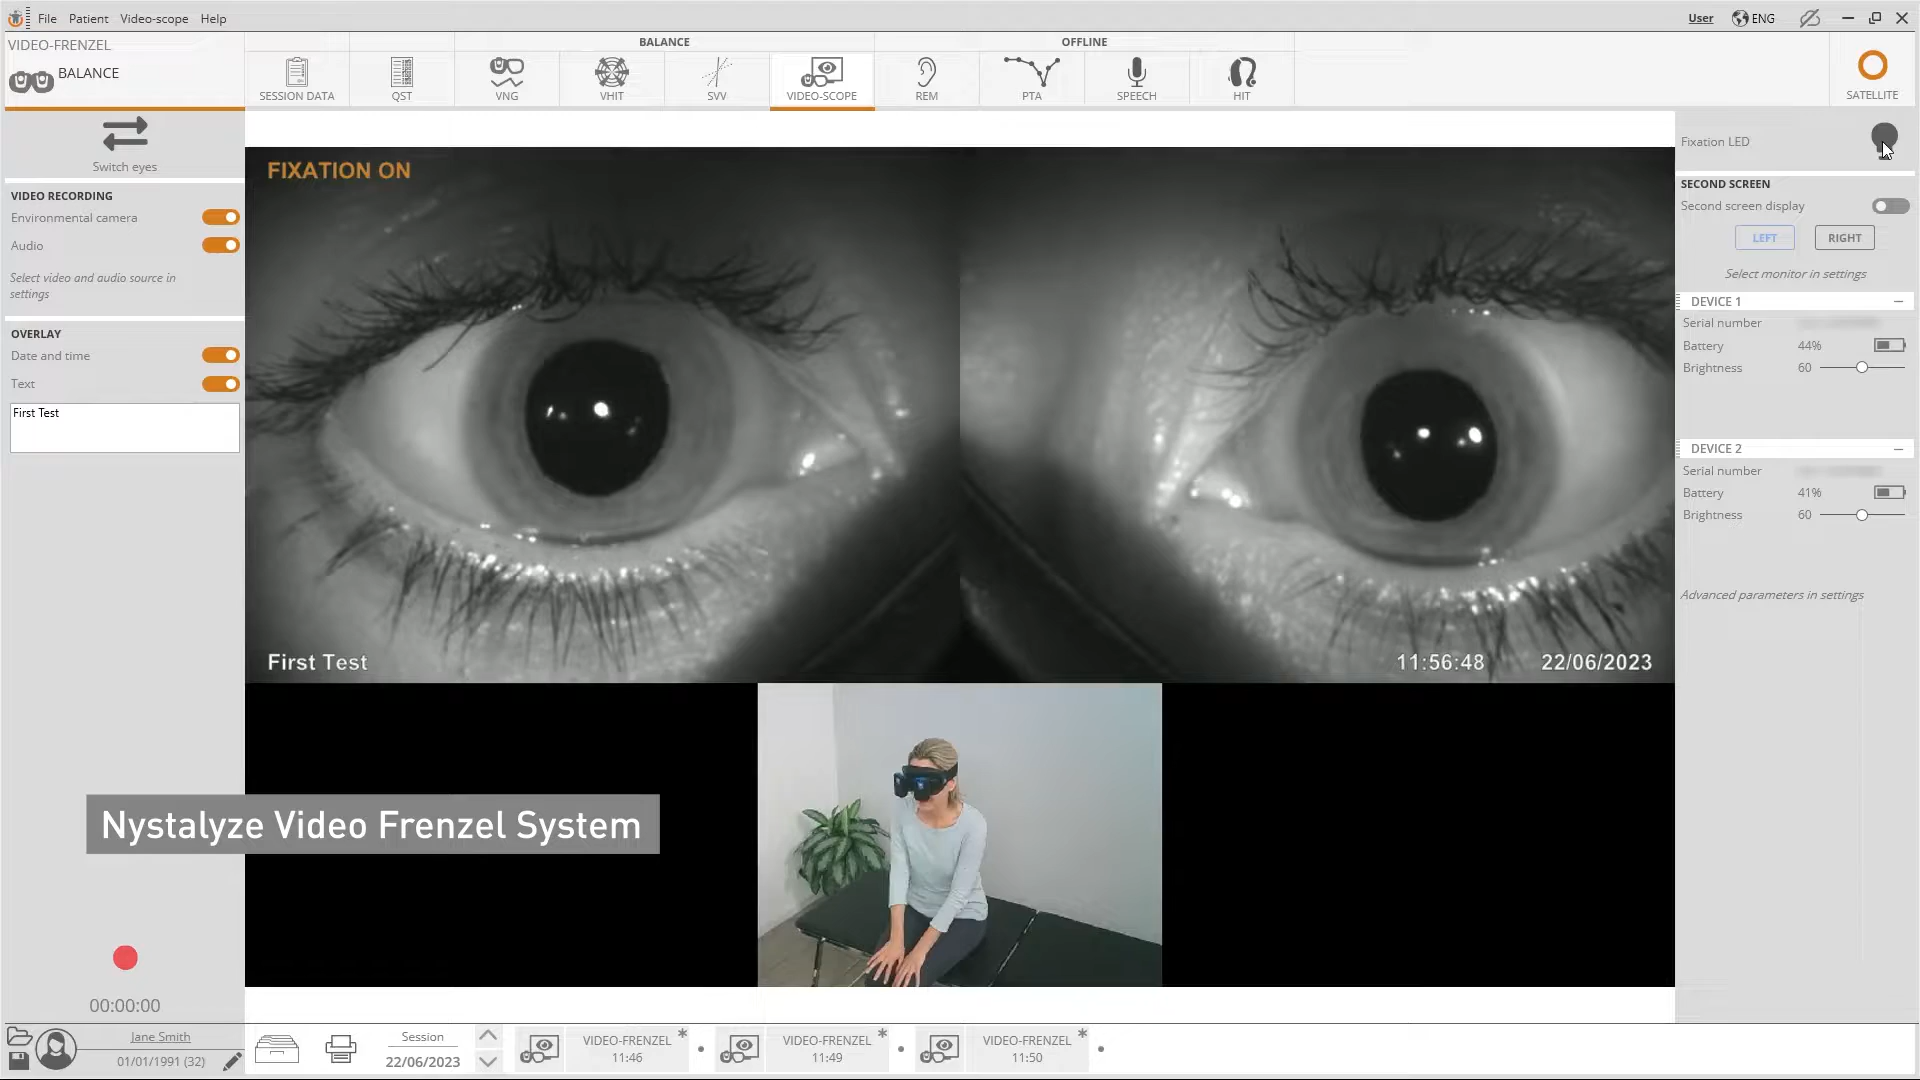 File Patient Video-scope Help
User ENG
VIDEO-FRENZEL
BALANCE
BALANCE OFFLINE
SESSION DATA QST VNG VHIT SVV VIDEO-SCOPE REM PTA SPEECH HIT SATELLITE
Switch eyes
VIDEO RECORDING
Environmental camera
Audio
Select video and audio source in
settings
OVERLAY
Date and time
Text
First Test
FIXATION ON
First Test 11:56:48 22/06/2023
Nystalyze Video Frenzel System
Fixation LED
SECOND SCREEN
Second screen display
LEFT RIGHT
Select monitor in settings
DEVICE 1
Serial number
Battery 44%
Brightness 60
DEVICE 2
Serial number
Battery 41%
Brightness 60
Advanced parameters in settings
00:00:00
Jane Smith
01/01/1991 (32)
Session
22/06/2023
VIDEO-FRENZEL
11:46
VIDEO-FRENZEL
11:49
VIDEO-FRENZEL
11:50